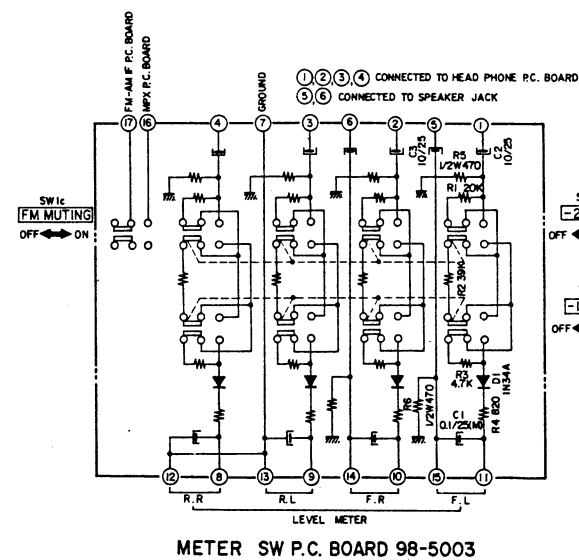 FM-AM IF P.C. BOARD
MPX P.C. BOARD
GROUND
1,2,3,4 CONNECTED TO HEAD PHONE P.C. BOARD
5,6 CONNECTED TO SPEAKER JACK
17 16 4 7 3 6 2 5 1
C3
10/25
C2
10/25
R5
1/2W470
R1 20K
SW1c
FM MUTING
OFF ON
S
-2
OFF
R2 39K
-1
OFF
R3
4.7K
D1
1N34A
R6
1/2W470
C1
0.1/25(M)
R4 820
12 8 13 9 14 10 15 11
R.R R.L F.R F.L
LEVEL METER
METER SW P.C. BOARD 98-5003